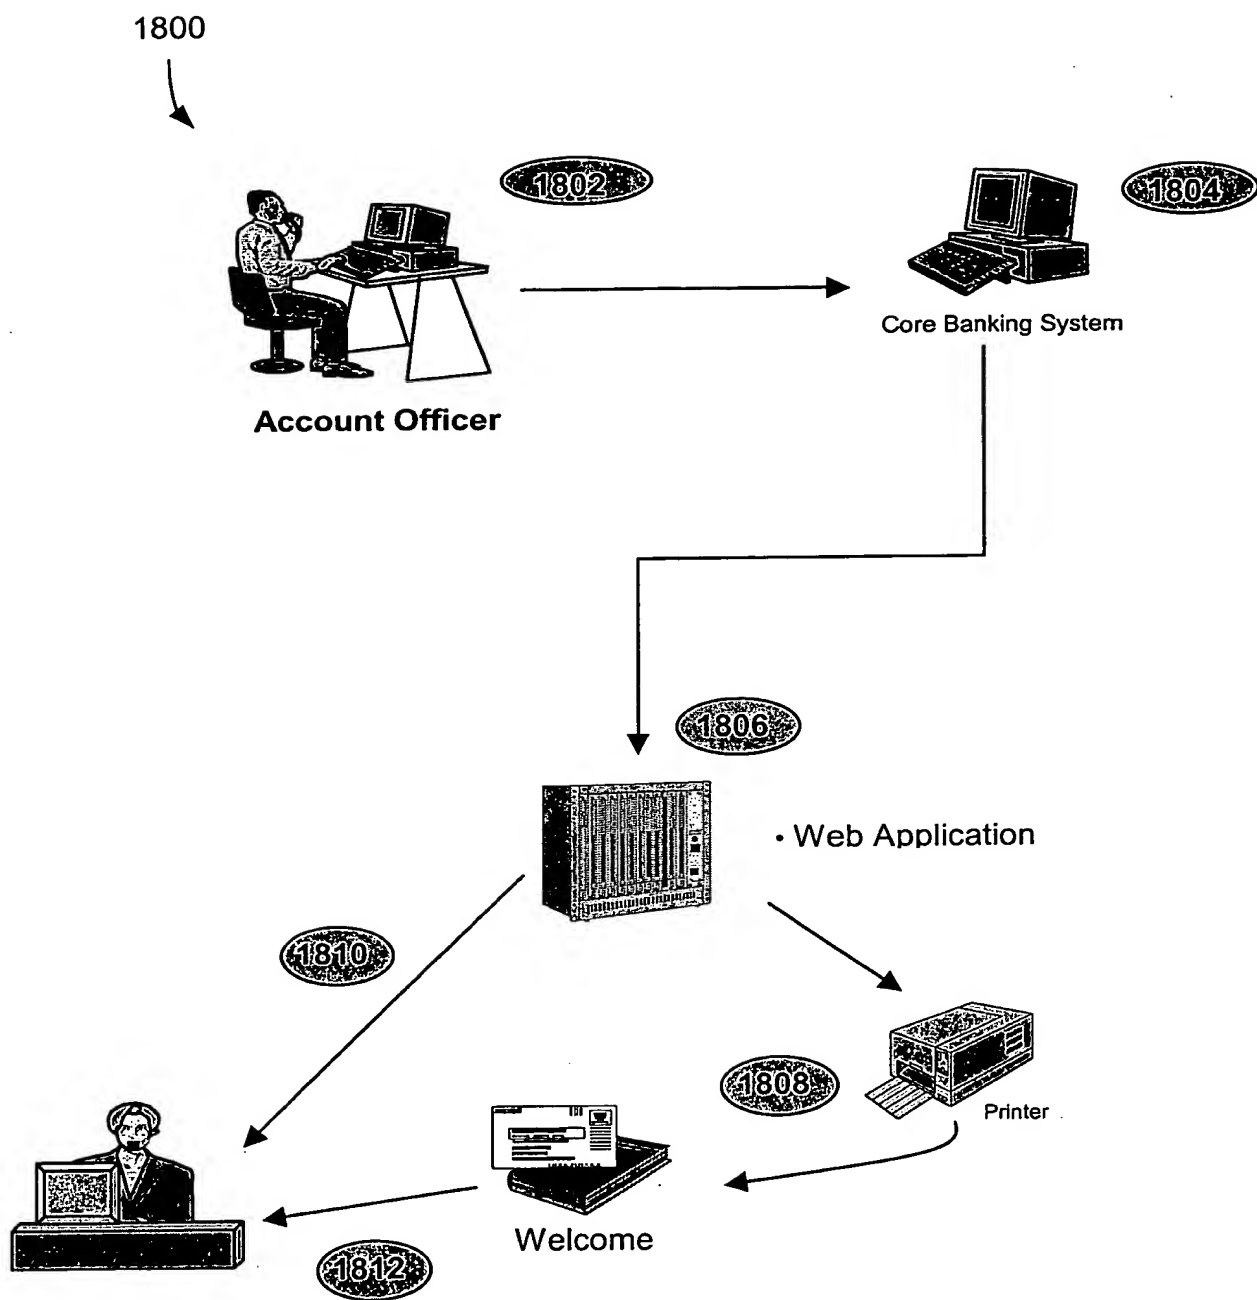 1800
1802
1804
Core Banking System
Account Officer
1806
• Web Application
1810
1808
Printer
Welcome
1812